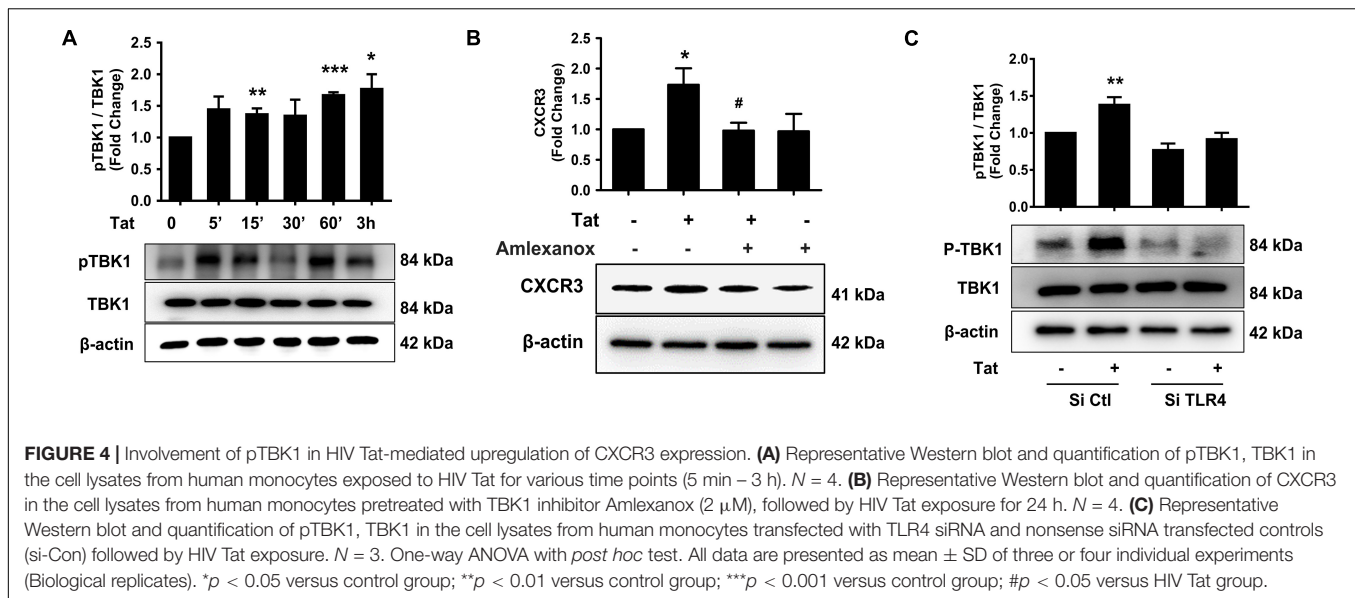 A
B
C
pTBK1 / TBK1
(Fold Change)
2.5
2.0
1.5
1.0
0.5
0.0
**
***
*
Tat 0 5' 15' 30' 60' 3h
pTBK1 84 kDa
TBK1 84 kDa
β-actin 42 kDa
CXCR3
(Fold Change)
2.5
2.0
1.5
1.0
0.5
0.0
*
#
Tat - + + -
Amlexanox - - + +
CXCR3 41 kDa
β-actin 42 kDa
pTBK1 / TBK1
(Fold Change)
2.0
1.5
1.0
0.5
0.0
**
P-TBK1 84 kDa
TBK1 84 kDa
β-actin 42 kDa
Tat - + - +
Si Ctl Si TLR4
FIGURE 4 | Involvement of pTBK1 in HIV Tat-mediated upregulation of CXCR3 expression. (A) Representative Western blot and quantification of pTBK1, TBK1 in
the cell lysates from human monocytes exposed to HIV Tat for various time points (5 min – 3 h). N = 4. (B) Representative Western blot and quantification of CXCR3
in the cell lysates from human monocytes pretreated with TBK1 inhibitor Amlexanox (2 μM), followed by HIV Tat exposure for 24 h. N = 4. (C) Representative
Western blot and quantification of pTBK1, TBK1 in the cell lysates from human monocytes transfected with TLR4 siRNA and nonsense siRNA transfected controls
(si-Con) followed by HIV Tat exposure. N = 3. One-way ANOVA with post hoc test. All data are presented as mean ± SD of three or four individual experiments
(Biological replicates). *p < 0.05 versus control group; **p < 0.01 versus control group; ***p < 0.001 versus control group; #p < 0.05 versus HIV Tat group.